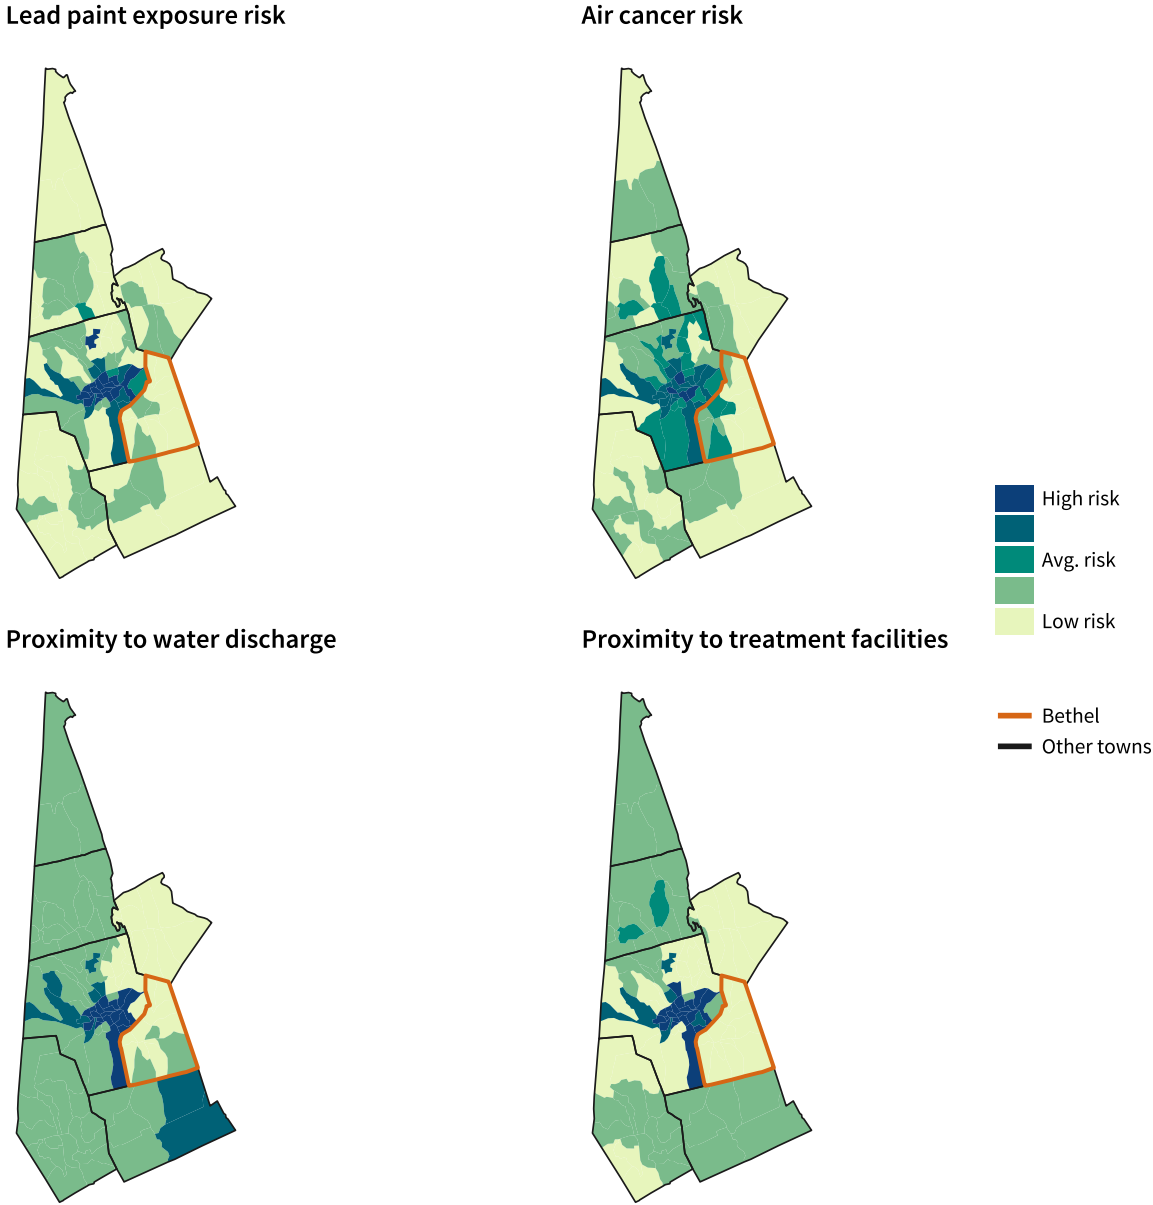 Lead paint exposure risk
Air cancer risk
High risk
Avg. risk
Low risk
Proximity to water discharge
Proximity to treatment facilities
Bethel
Other towns